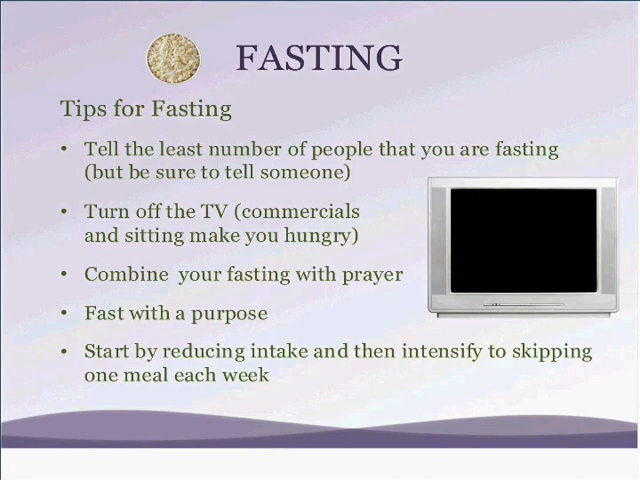 FASTING
Tips for Fasting
• Tell the least number of people that you are fasting
(but be sure to tell someone)
• Turn off the TV (commercials
and sitting make you hungry)
• Combine  your fasting with prayer
• Fast with a purpose
• Start by reducing intake and then intensify to skipping
one meal each week